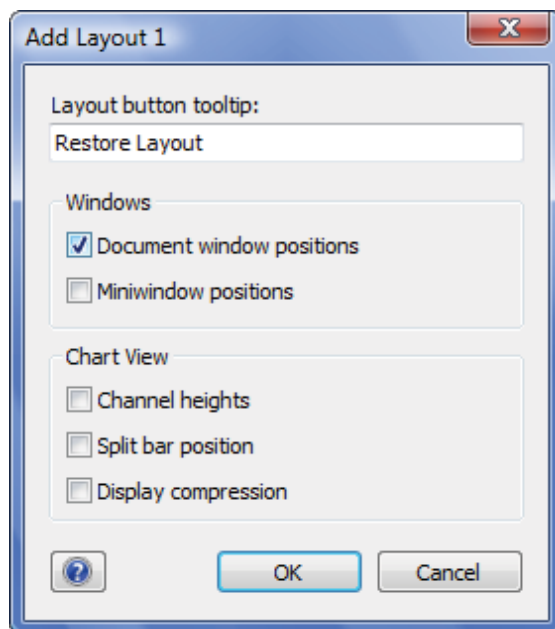 Add Layout 1
Layout button tooltip:
Restore Layout
Windows
Document window positions
Miniwindow positions
Chart View
Channel heights
Split bar position
Display compression
OK Cancel